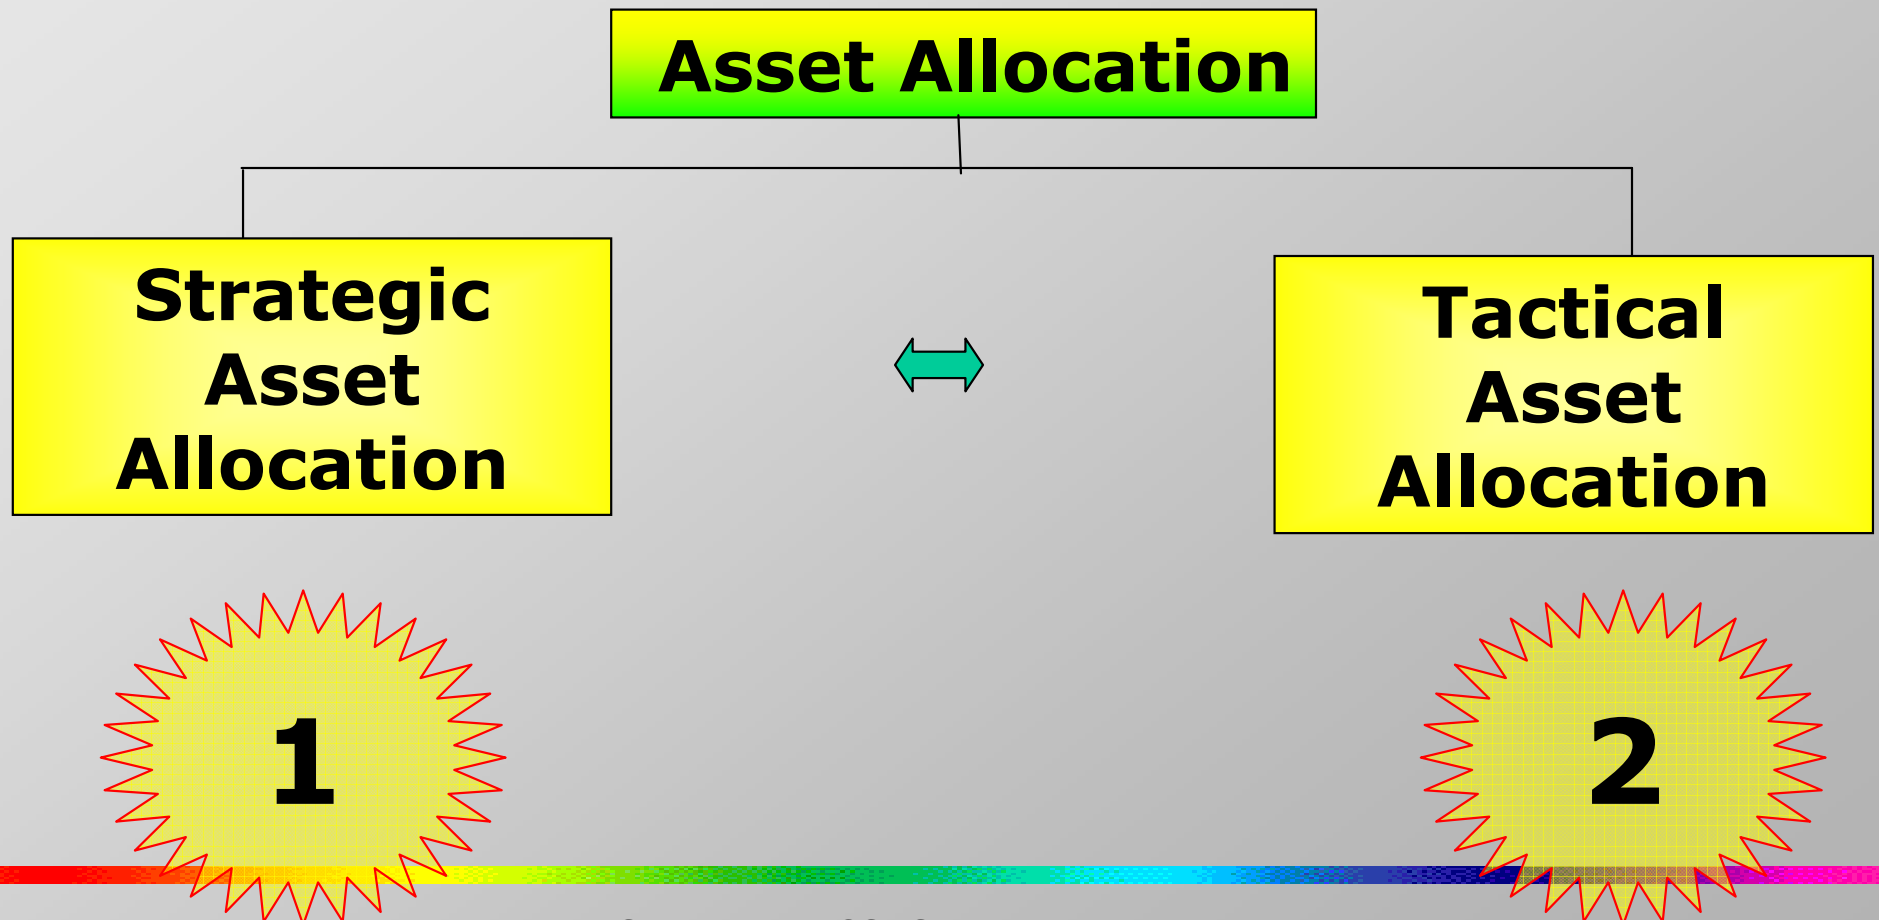 Asset Allocation
Strategic
Asset
Allocation
Tactical
Asset
Allocation
1
2